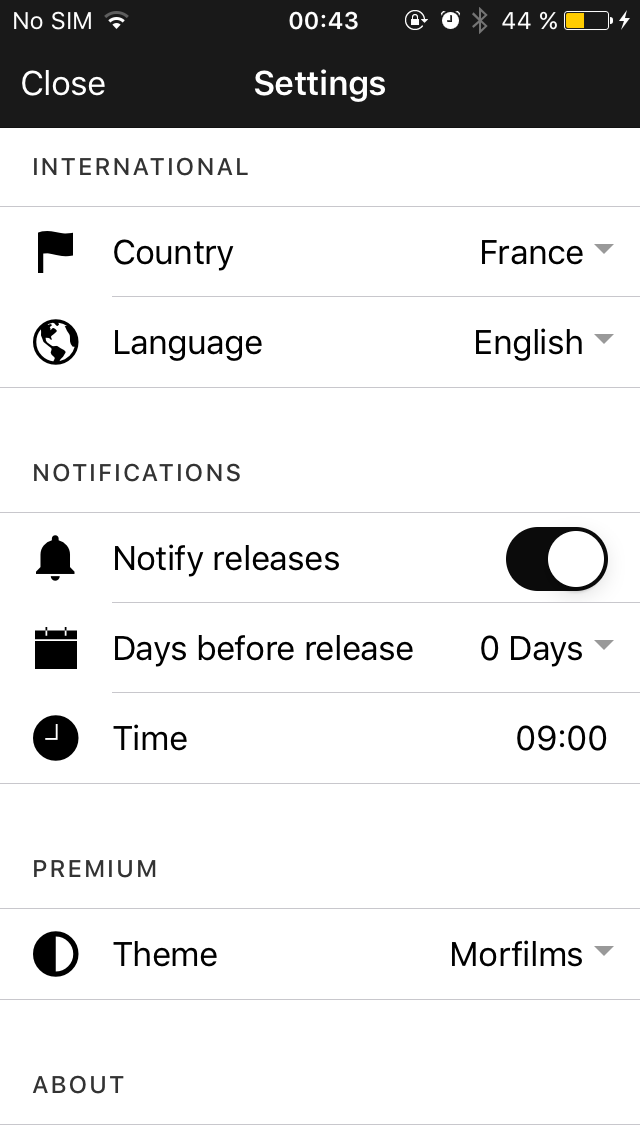 No SIM 00:43 44 %
Close Settings
INTERNATIONAL
Country France
Language English
NOTIFICATIONS
Notify releases
Days before release 0 Days
Time 09:00
PREMIUM
Theme Morfilms
ABOUT